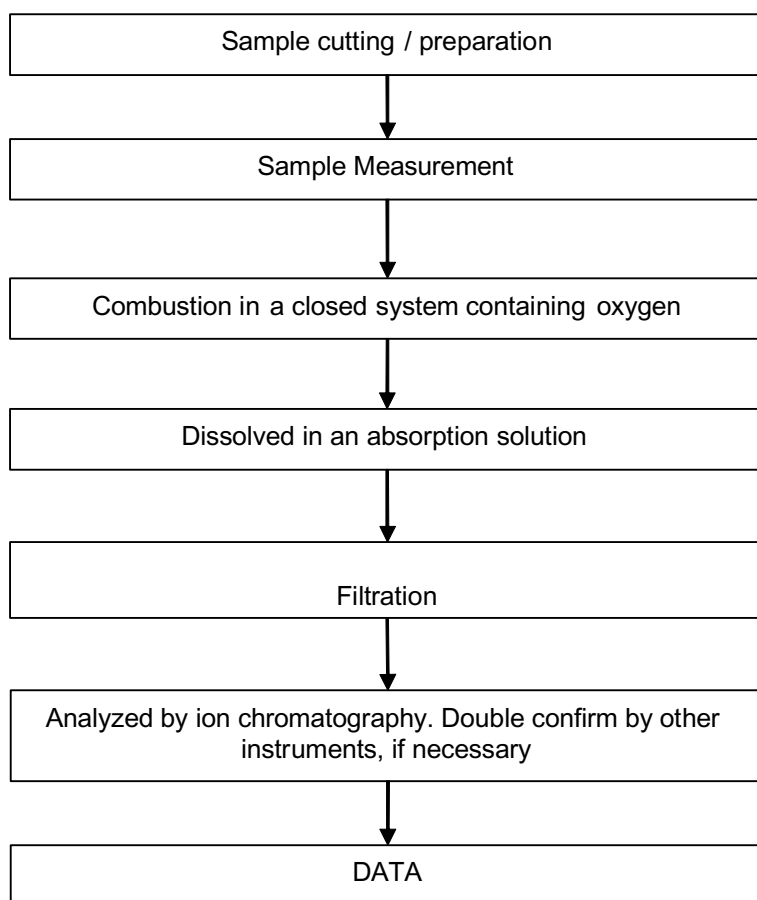 Sample cutting / preparation
Sample Measurement
Combustion in a closed system containing oxygen
Dissolved in an absorption solution
Filtration
Analyzed by ion chromatography. Double confirm by other
instruments, if necessary
DATA